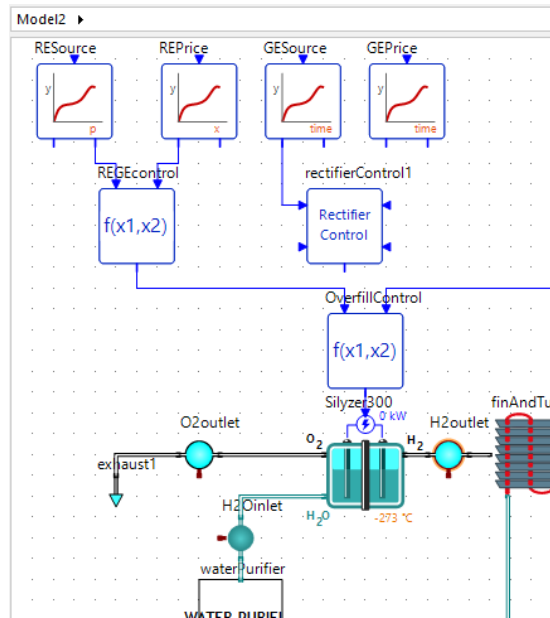 Model2
RESource REPrice GESource GEPrice
y y y y
p x time time
REGEcontrol rectifierControl1
f(x1,x2) Rectifier
Control
OverfillControl
f(x1,x2)
Silyzer300
0 kW
finAndTu
O2outlet O2 H2 H2outlet
exhaust1
H2Oinlet H2O -273 °C
waterPurifier
WATER PURIFI